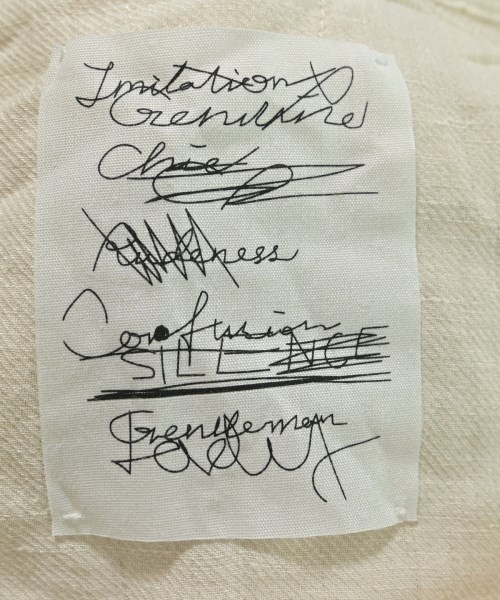 Imitation
Genuine
Chic
Rudeness
Confusion
SILENCE
Gentleman